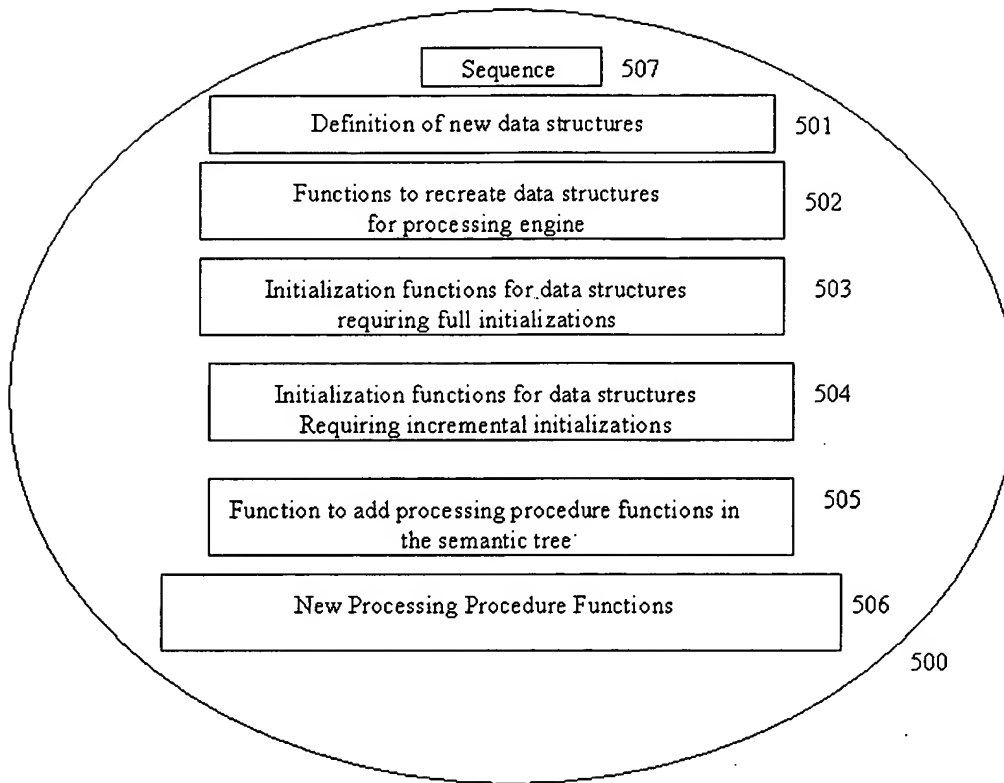 Sequence 507
Definition of new data structures 501
Functions to recreate data structures
for processing engine 502
Initialization functions for data structures
requiring full initializations 503
Initialization functions for data structures
Requiring incremental initializations 504
Function to add processing procedure functions in
the semantic tree 505
New Processing Procedure Functions 506
500